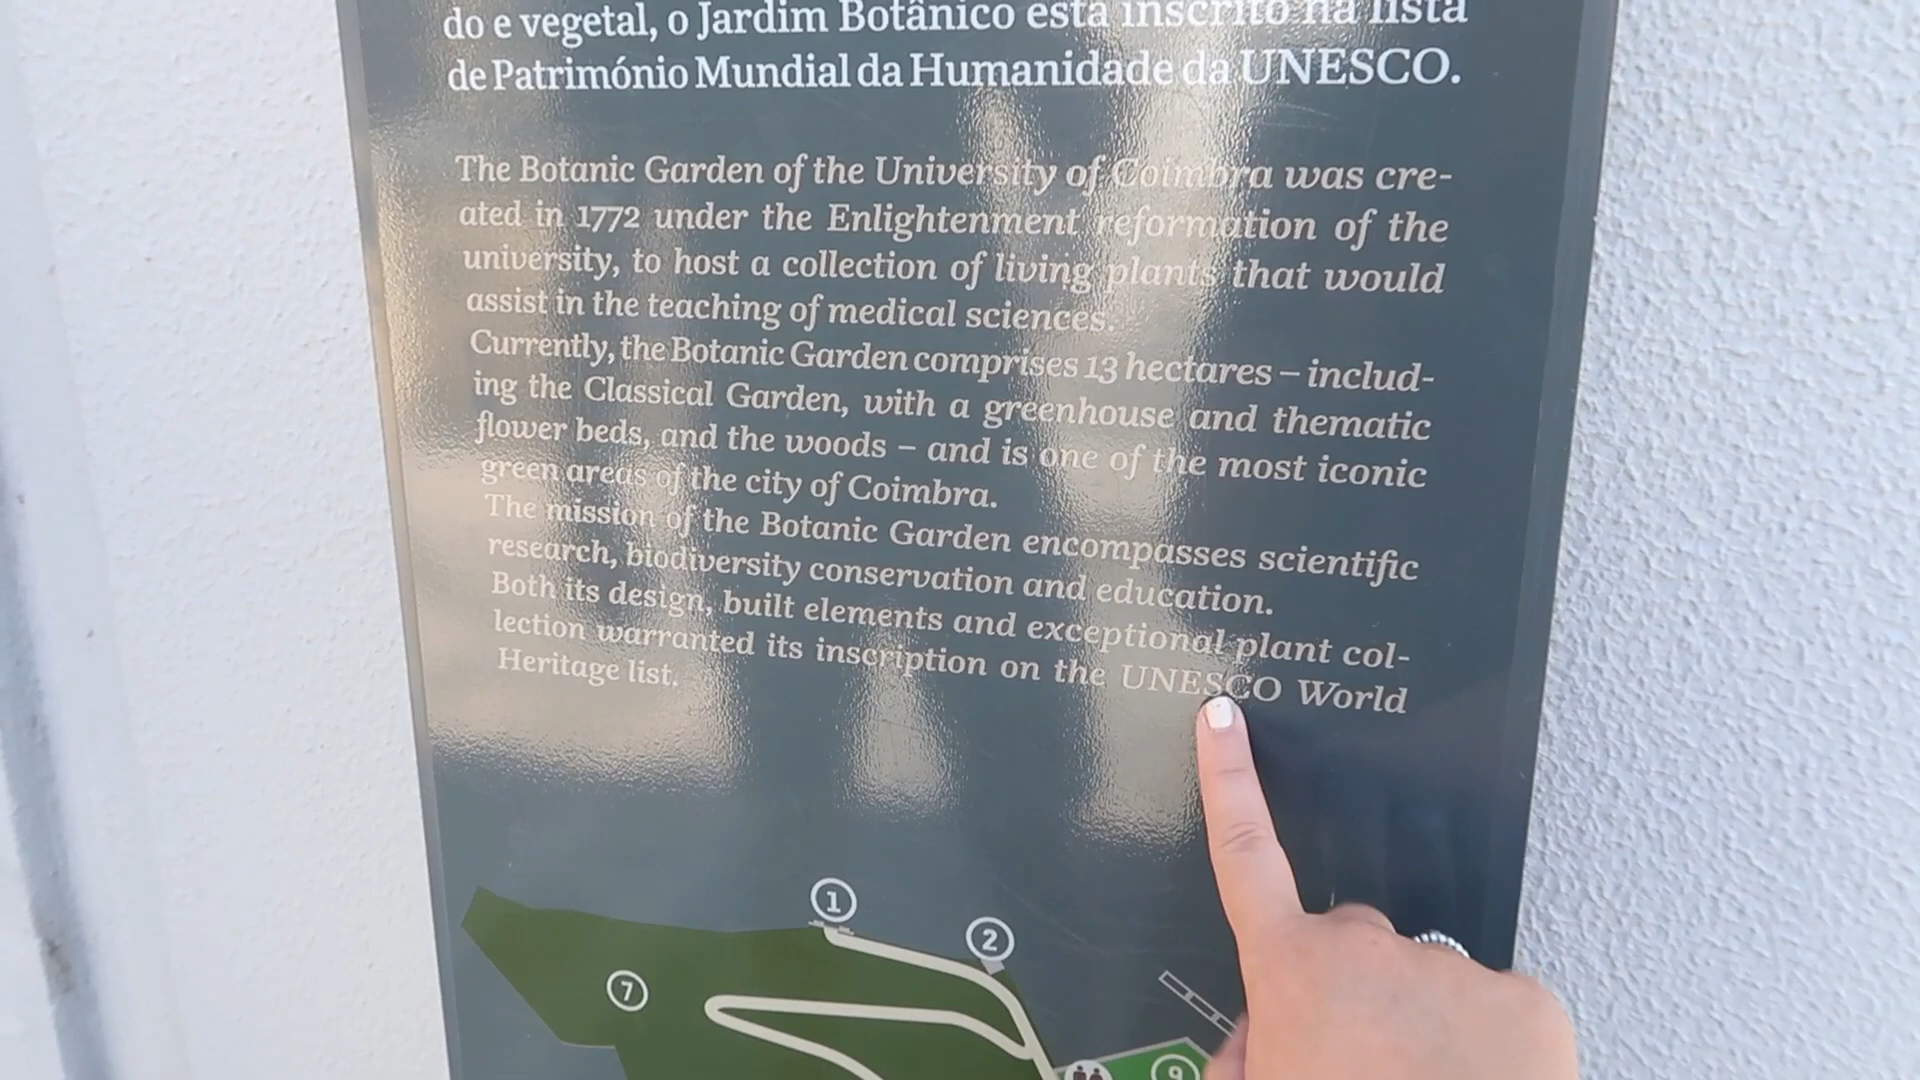 do e vegetal, o Jardim Botânico está inscrito na lista
de Património Mundial da Humanidade da UNESCO.
The Botanic Garden of the University of Coimbra was cre-
ated in 1772 under the Enlightenment reformation of the
university, to host a collection of living plants that would
assist in the teaching of medical sciences.
Currently, the Botanic Garden comprises 13 hectares – includ-
ing the Classical Garden, with a greenhouse and thematic
flower beds, and the woods – and is one of the most iconic
green areas of the city of Coimbra.
The mission of the Botanic Garden encompasses scientific
research, biodiversity conservation and education.
Both its design, built elements and exceptional plant col-
lection warranted its inscription on the UNESCO World
Heritage list.
1
2
7
9